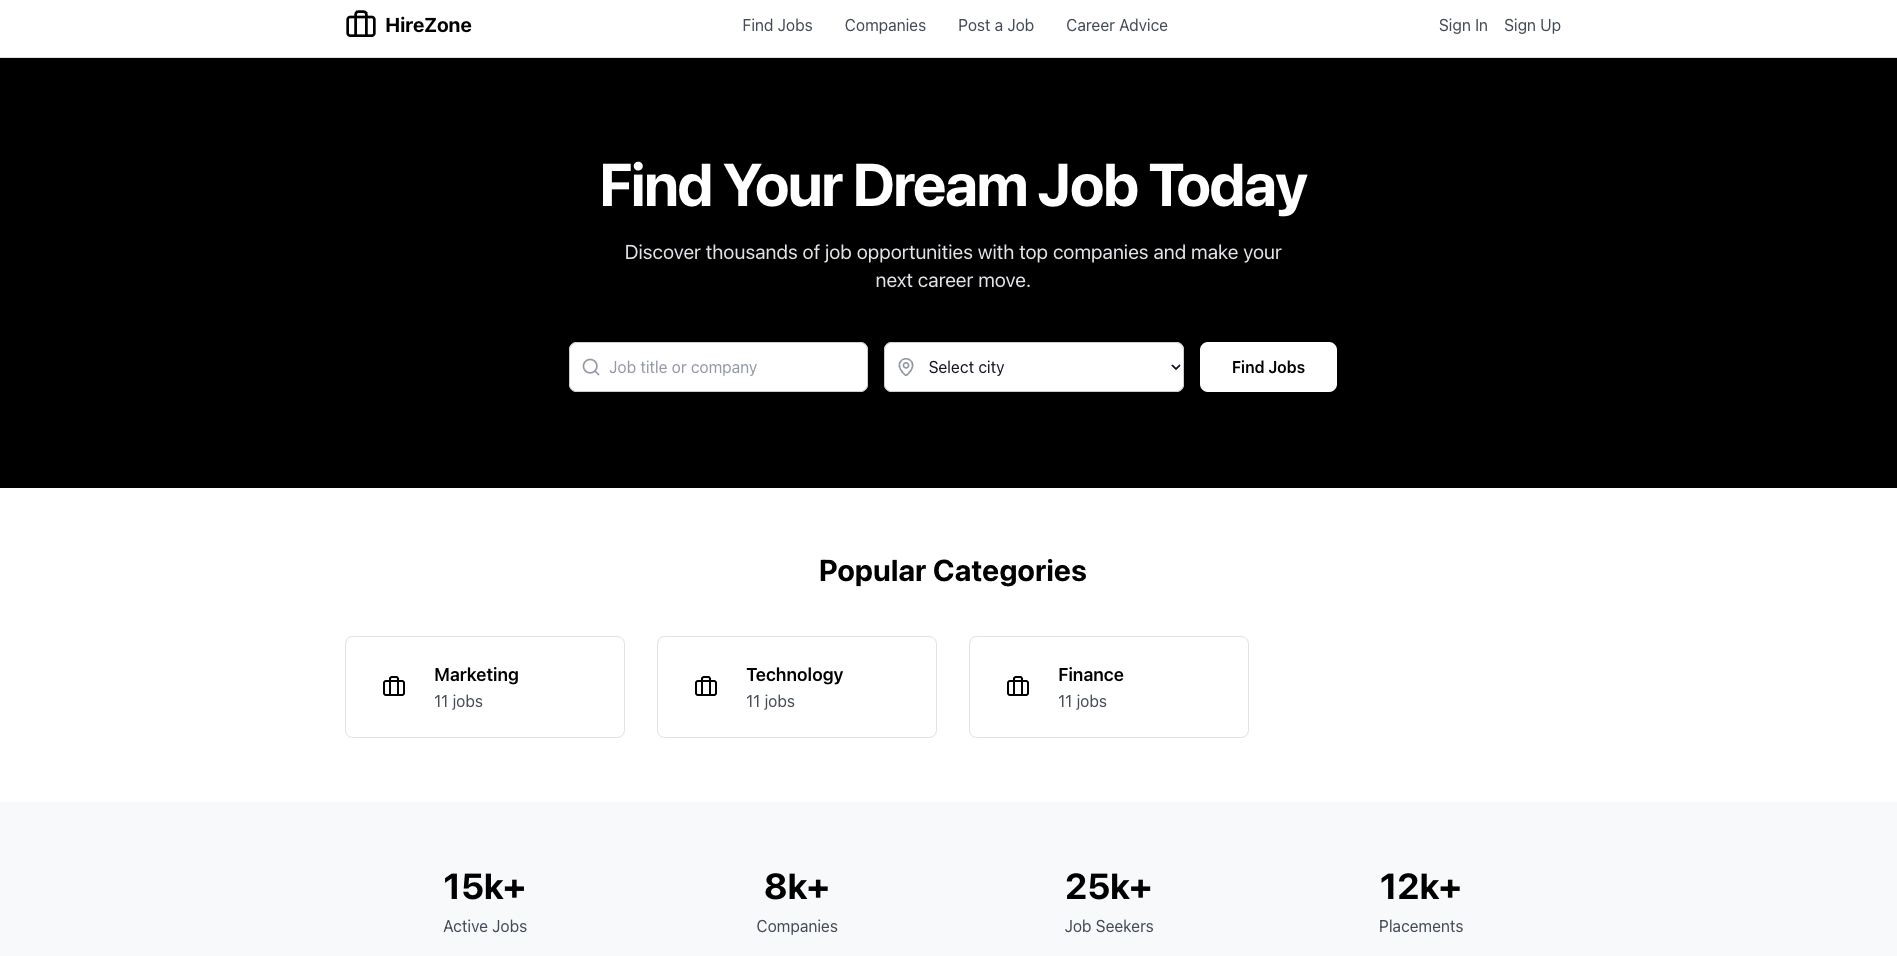 HireZone
Find Jobs
Companies
Post a Job
Career Advice
Sign In
Sign Up
Find Your Dream Job Today
Discover thousands of job opportunities with top companies and make your
next career move.
Job title or company
Select city
Find Jobs
Popular Categories
Marketing
11 jobs
Technology
11 jobs
Finance
11 jobs
15k+
Active Jobs
8k+
Companies
25k+
Job Seekers
12k+
Placements